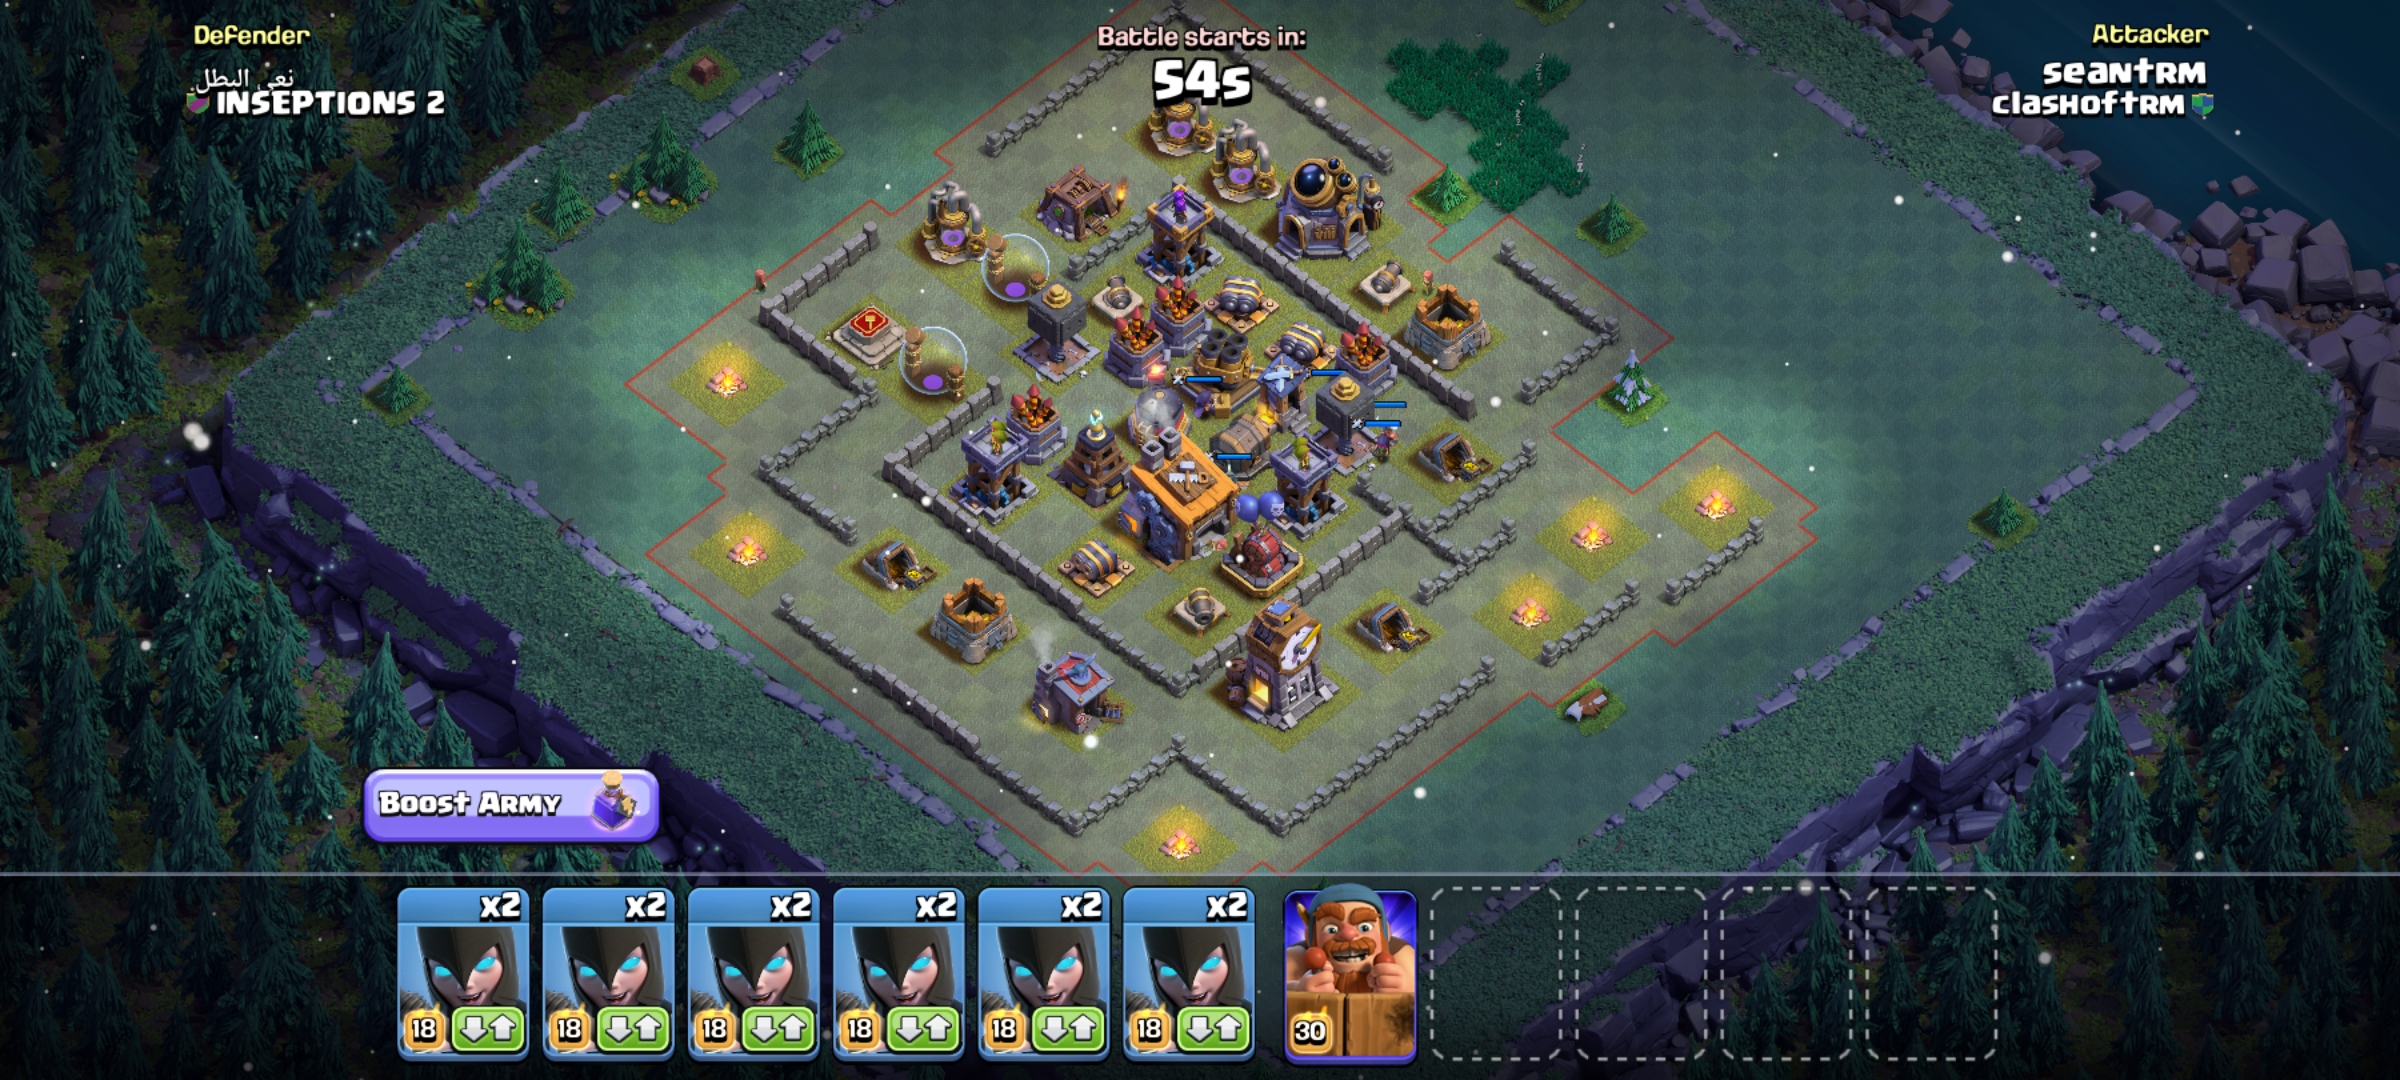 Defender
نعي البطل.
INSEPTIONS 2
Battle starts in:
54s
Attacker
seantRM
clashoftRM
Boost Army
x2
x2
x2
x2
x2
x2
18
18
18
18
18
18
30